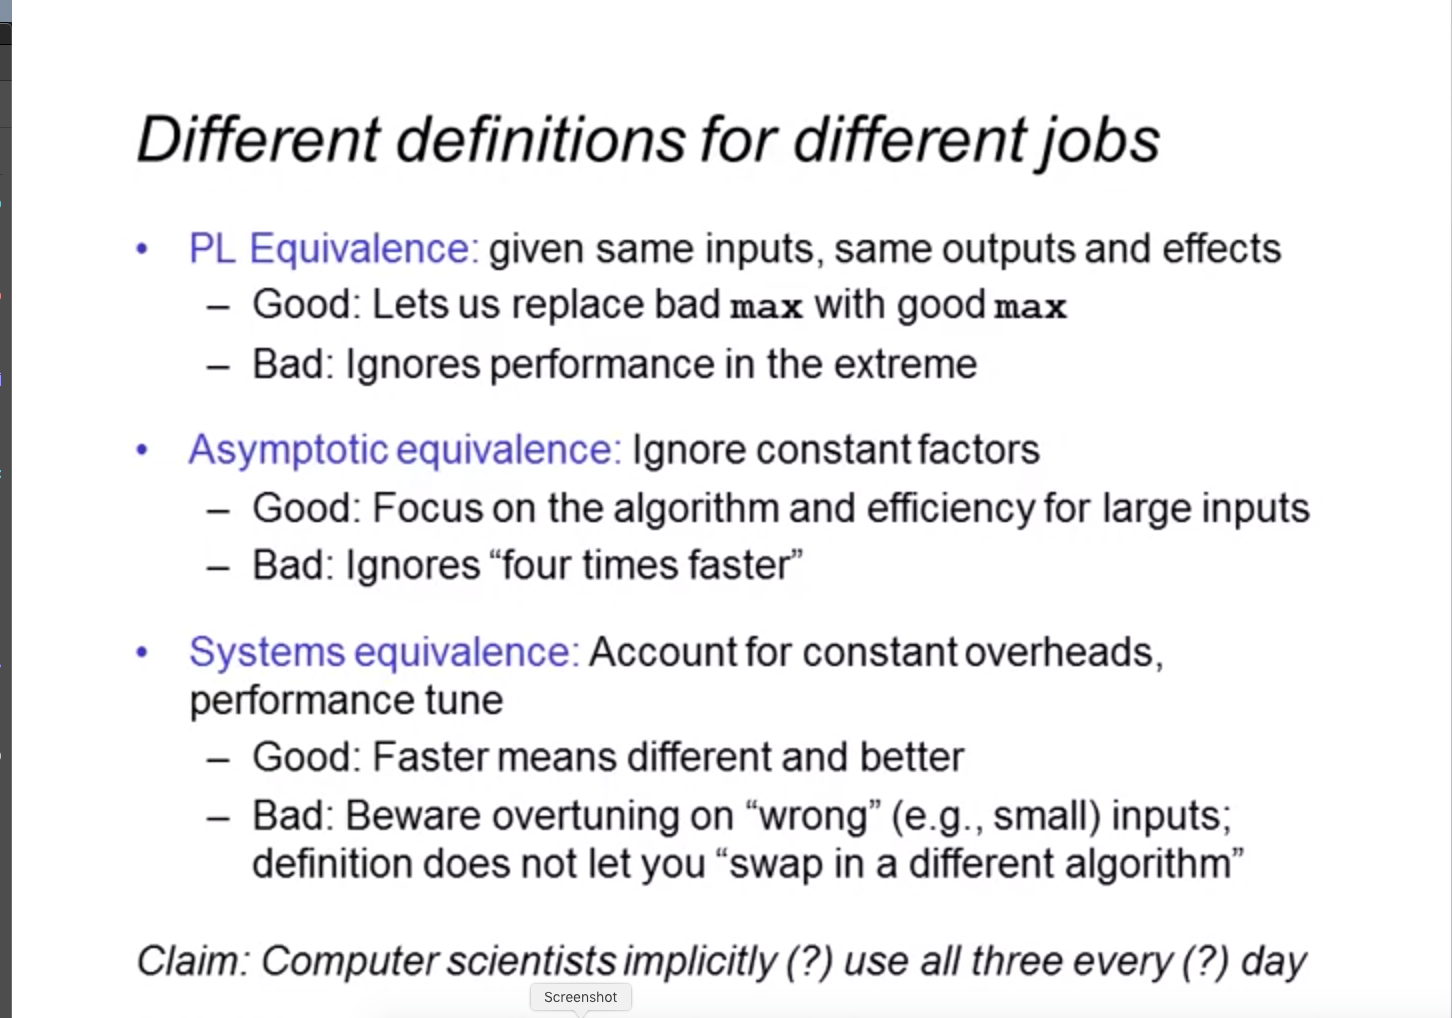 Different definitions for different jobs
• PL Equivalence: given same inputs, same outputs and effects
– Good: Lets us replace bad max with good max
– Bad: Ignores performance in the extreme
• Asymptotic equivalence: Ignore constant factors
– Good: Focus on the algorithm and efficiency for large inputs
– Bad: Ignores “four times faster”
• Systems equivalence: Account for constant overheads,
performance tune
– Good: Faster means different and better
– Bad: Beware overtuning on “wrong” (e.g., small) inputs;
definition does not let you “swap in a different algorithm”
Claim: Computer scientists implicitly (?) use all three every (?) day
Screenshot